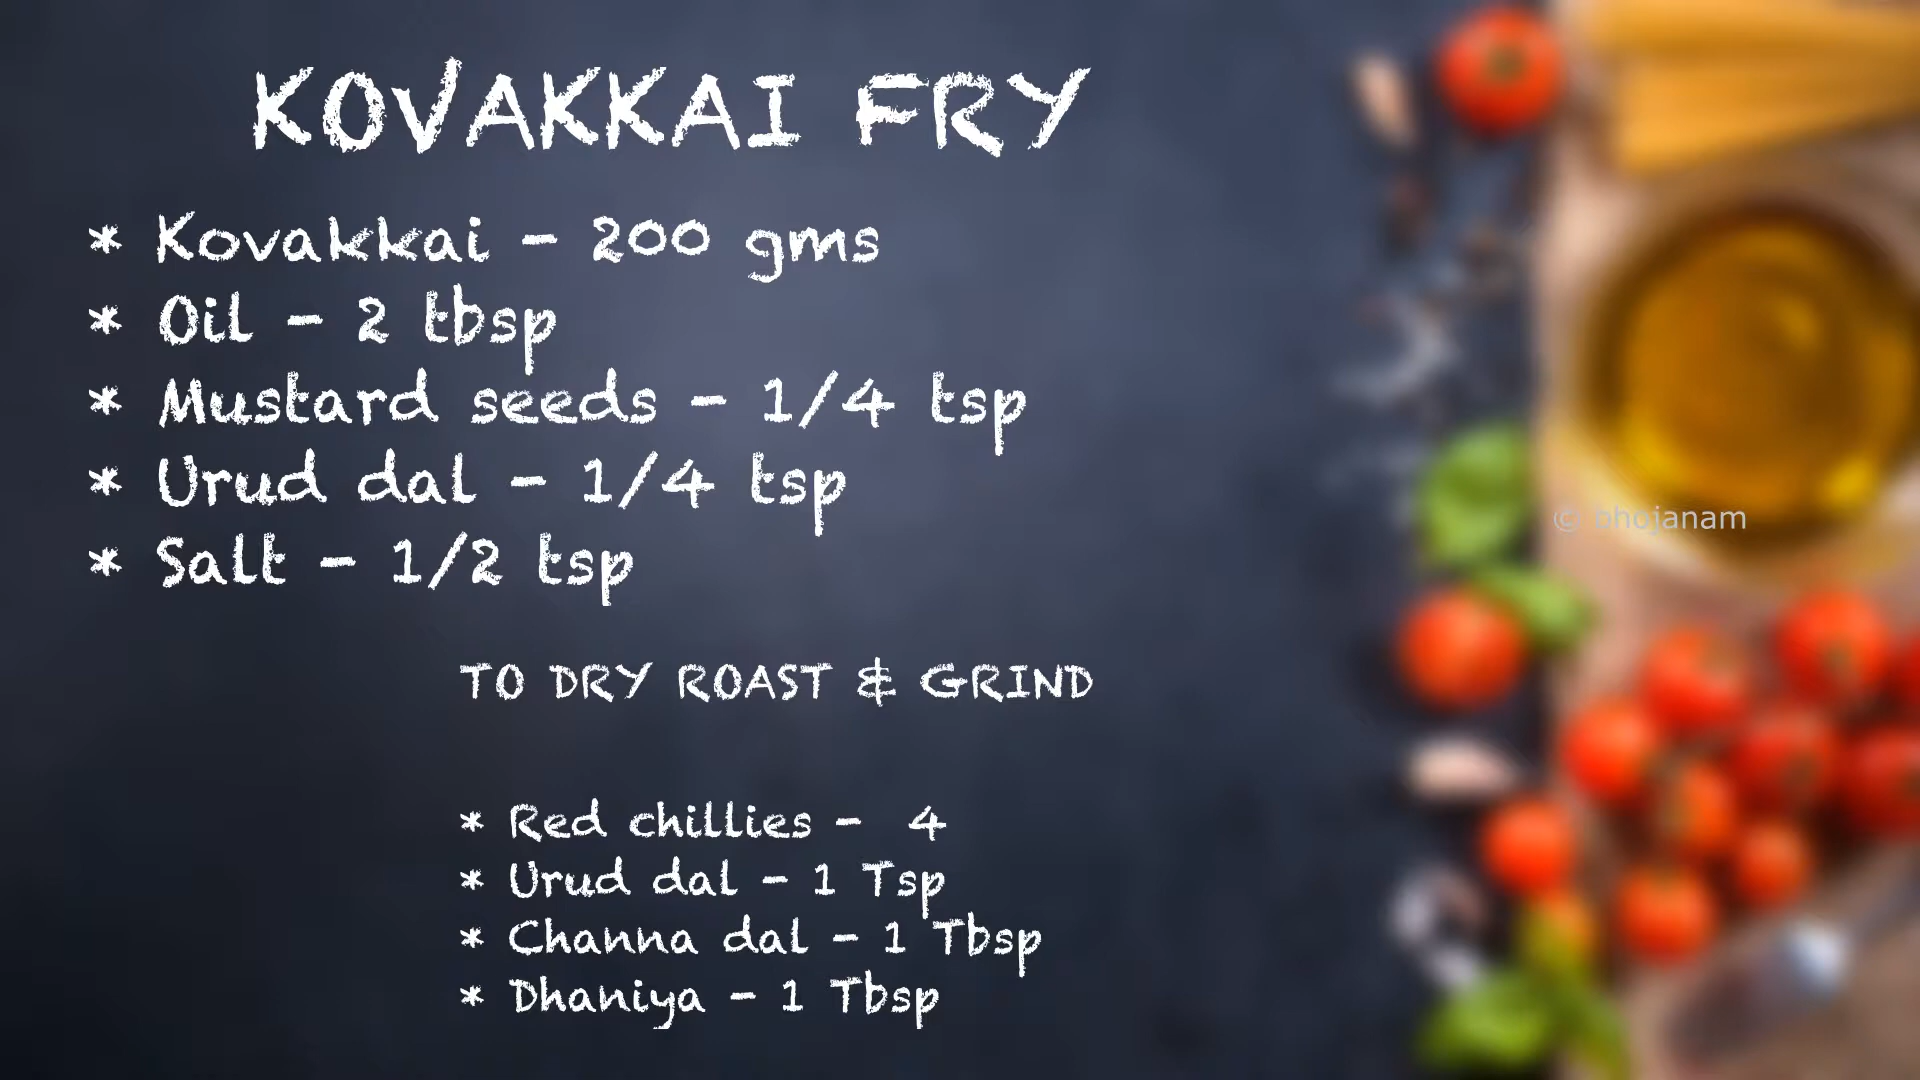 KOVAKKAI FRY
* Kovakkai - 200 gms
* Oil - 2 tbsp
* Mustard seeds - 1/4 tsp
* Urud dal - 1/4 tsp
* Salt - 1/2 tsp
© bhojanam
TO DRY ROAST & GRIND
* Red chillies - 4
* Urud dal - 1 Tsp
* Channa dal - 1 Tbsp
* Dhaniya - 1 Tbsp